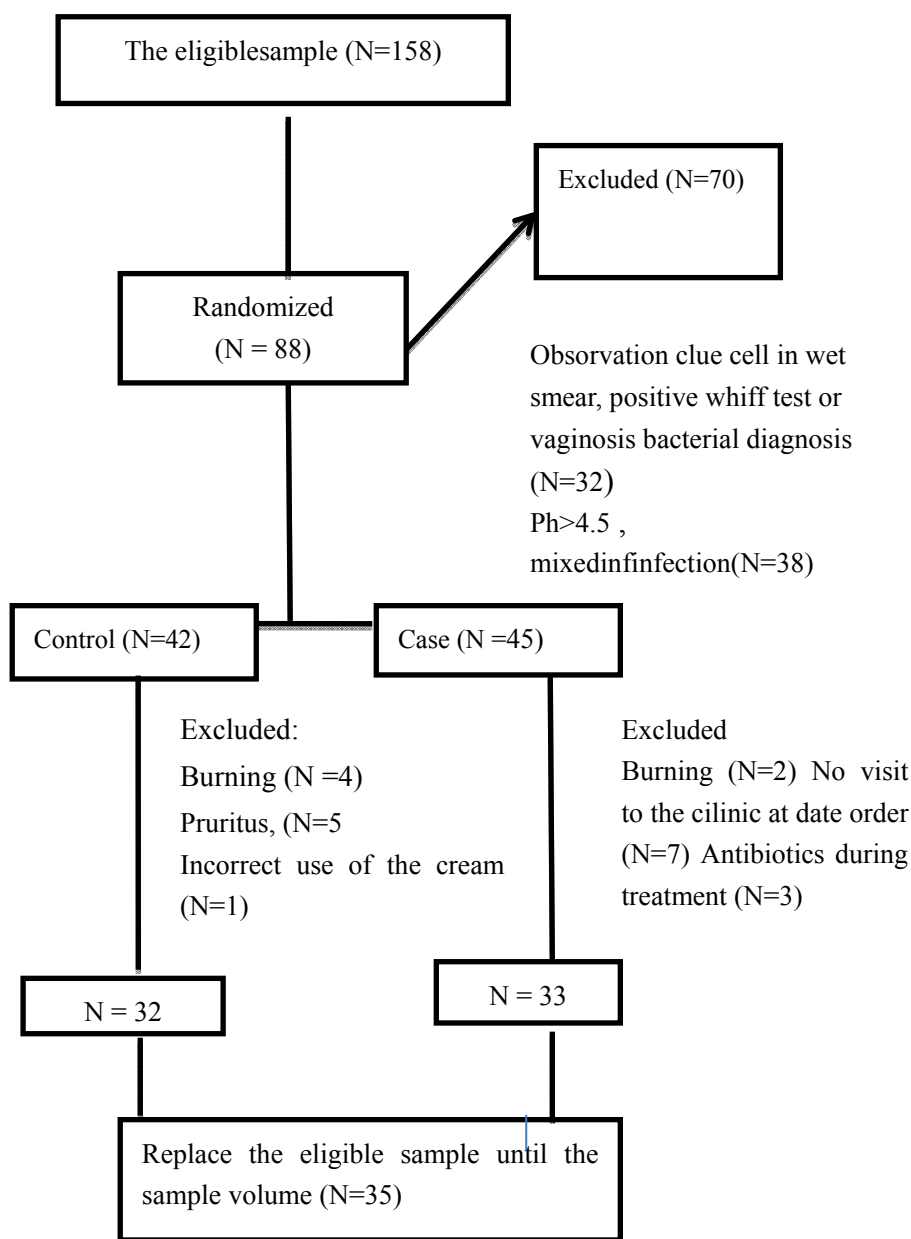 The eligiblesample (N=158)
Excluded (N=70)
Randomized
(N = 88)
Obsorvation clue cell in wet
smear, positive whiff test or
vaginosis bacterial diagnosis
(N=32)
Ph>4.5 ,
mixedinfinfection(N=38)
Control (N=42)
Case (N =45)
Excluded:
Burning (N =4)
Pruritus, (N=5
Incorrect use of the cream
(N=1)
Excluded
Burning (N=2) No visit
to the cilinic at date order
(N=7) Antibiotics during
treatment (N=3)
N = 32
N = 33
Replace the eligible sample until the
sample volume (N=35)